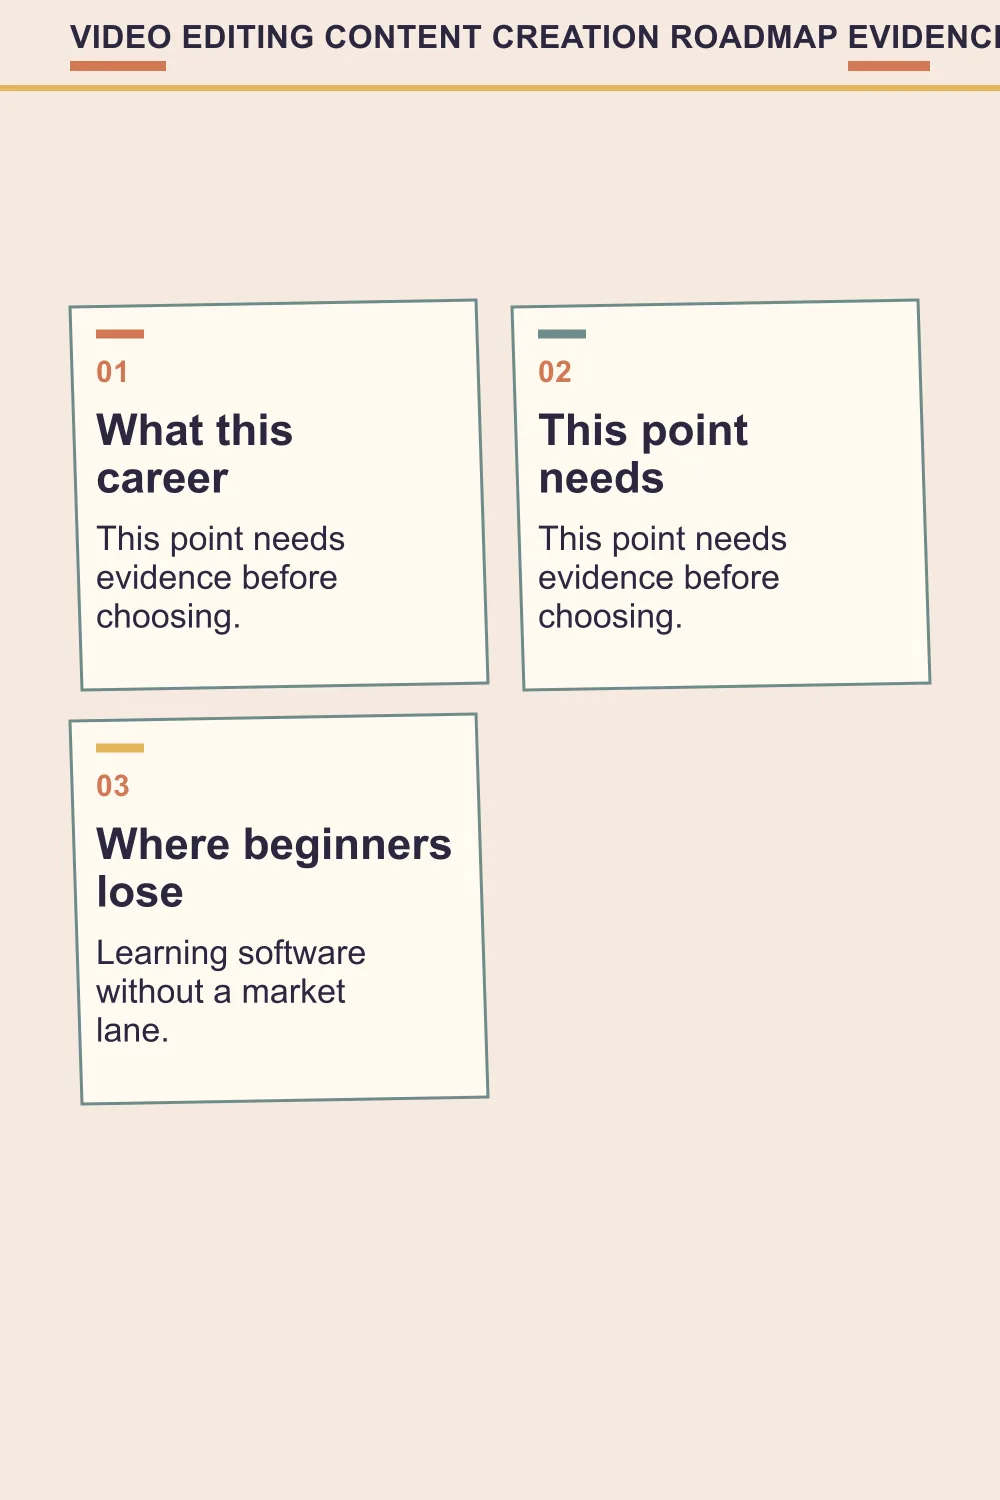 VIDEO EDITING CONTENT CREATION ROADMAP
01
What this
career
This point needs
evidence before
choosing.
02
This point
needs
This point needs
evidence before
choosing.
03
Where beginners
lose
Learning software
without a market
lane.